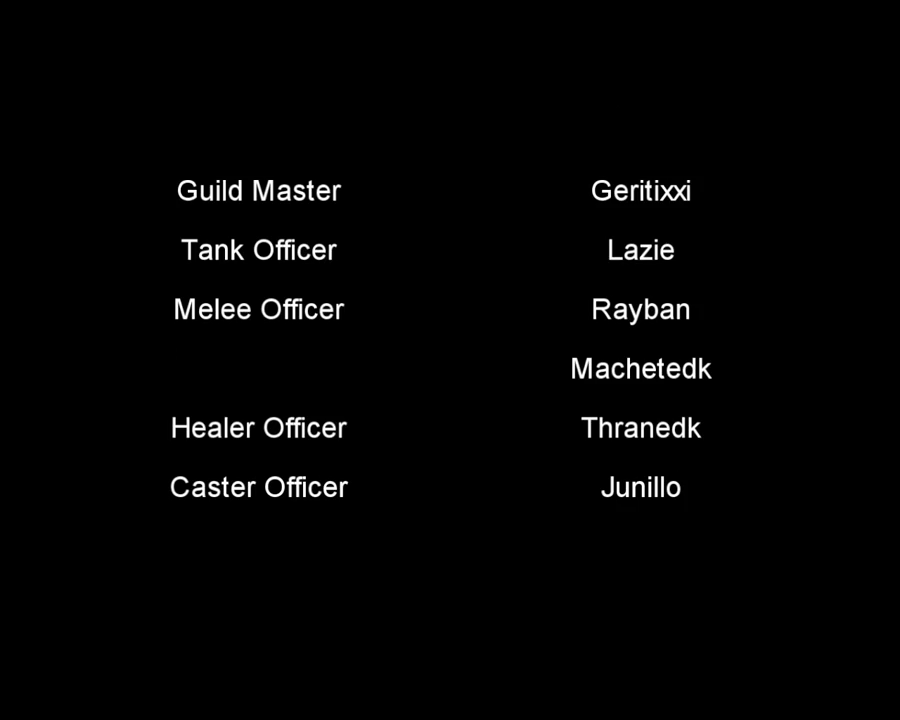 Guild Master Geritixxi
Tank Officer Lazie
Melee Officer Rayban
Machetedk
Healer Officer Thranedk
Caster Officer Junillo